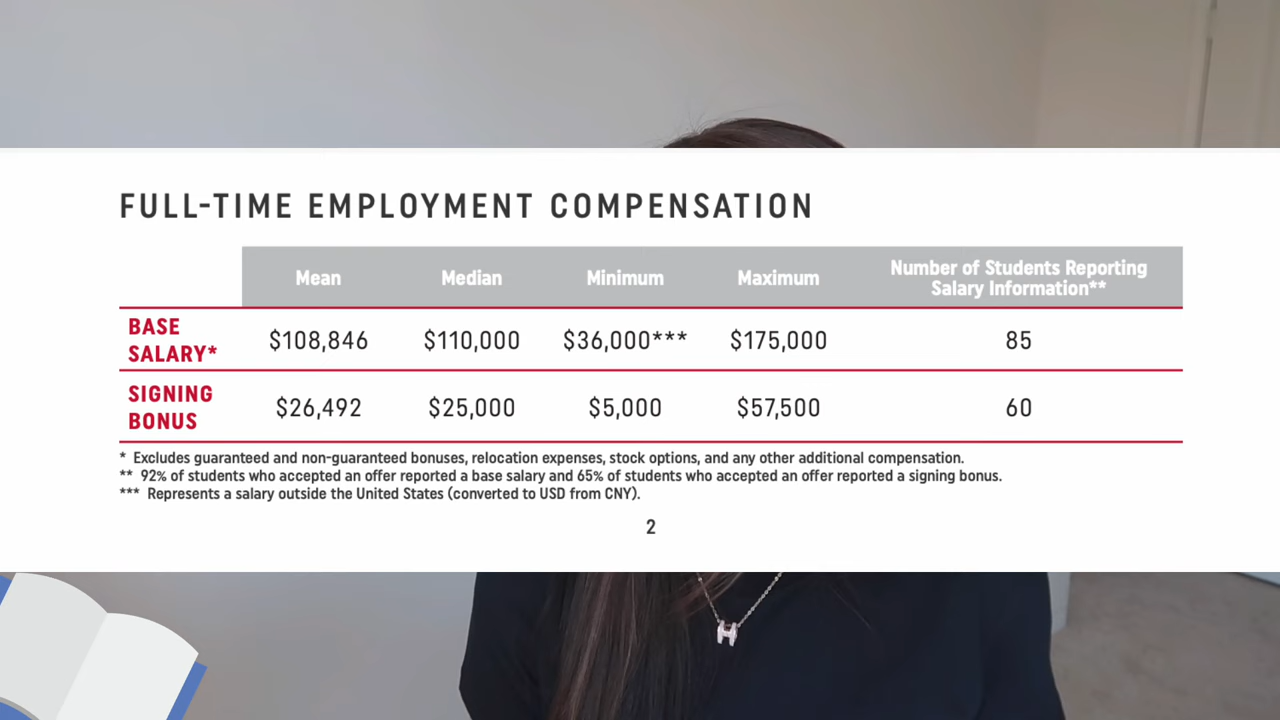 FULL-TIME EMPLOYMENT COMPENSATION
Mean Median Minimum Maximum Number of Students Reporting
Salary Information**
BASE
SALARY* $108,846 $110,000 $36,000*** $175,000 85
SIGNING
BONUS $26,492 $25,000 $5,000 $57,500 60
* Excludes guaranteed and non-guaranteed bonuses, relocation expenses, stock options, and any other additional compensation.
** 92% of students who accepted an offer reported a base salary and 65% of students who accepted an offer reported a signing bonus.
*** Represents a salary outside the United States (converted to USD from CNY).
2